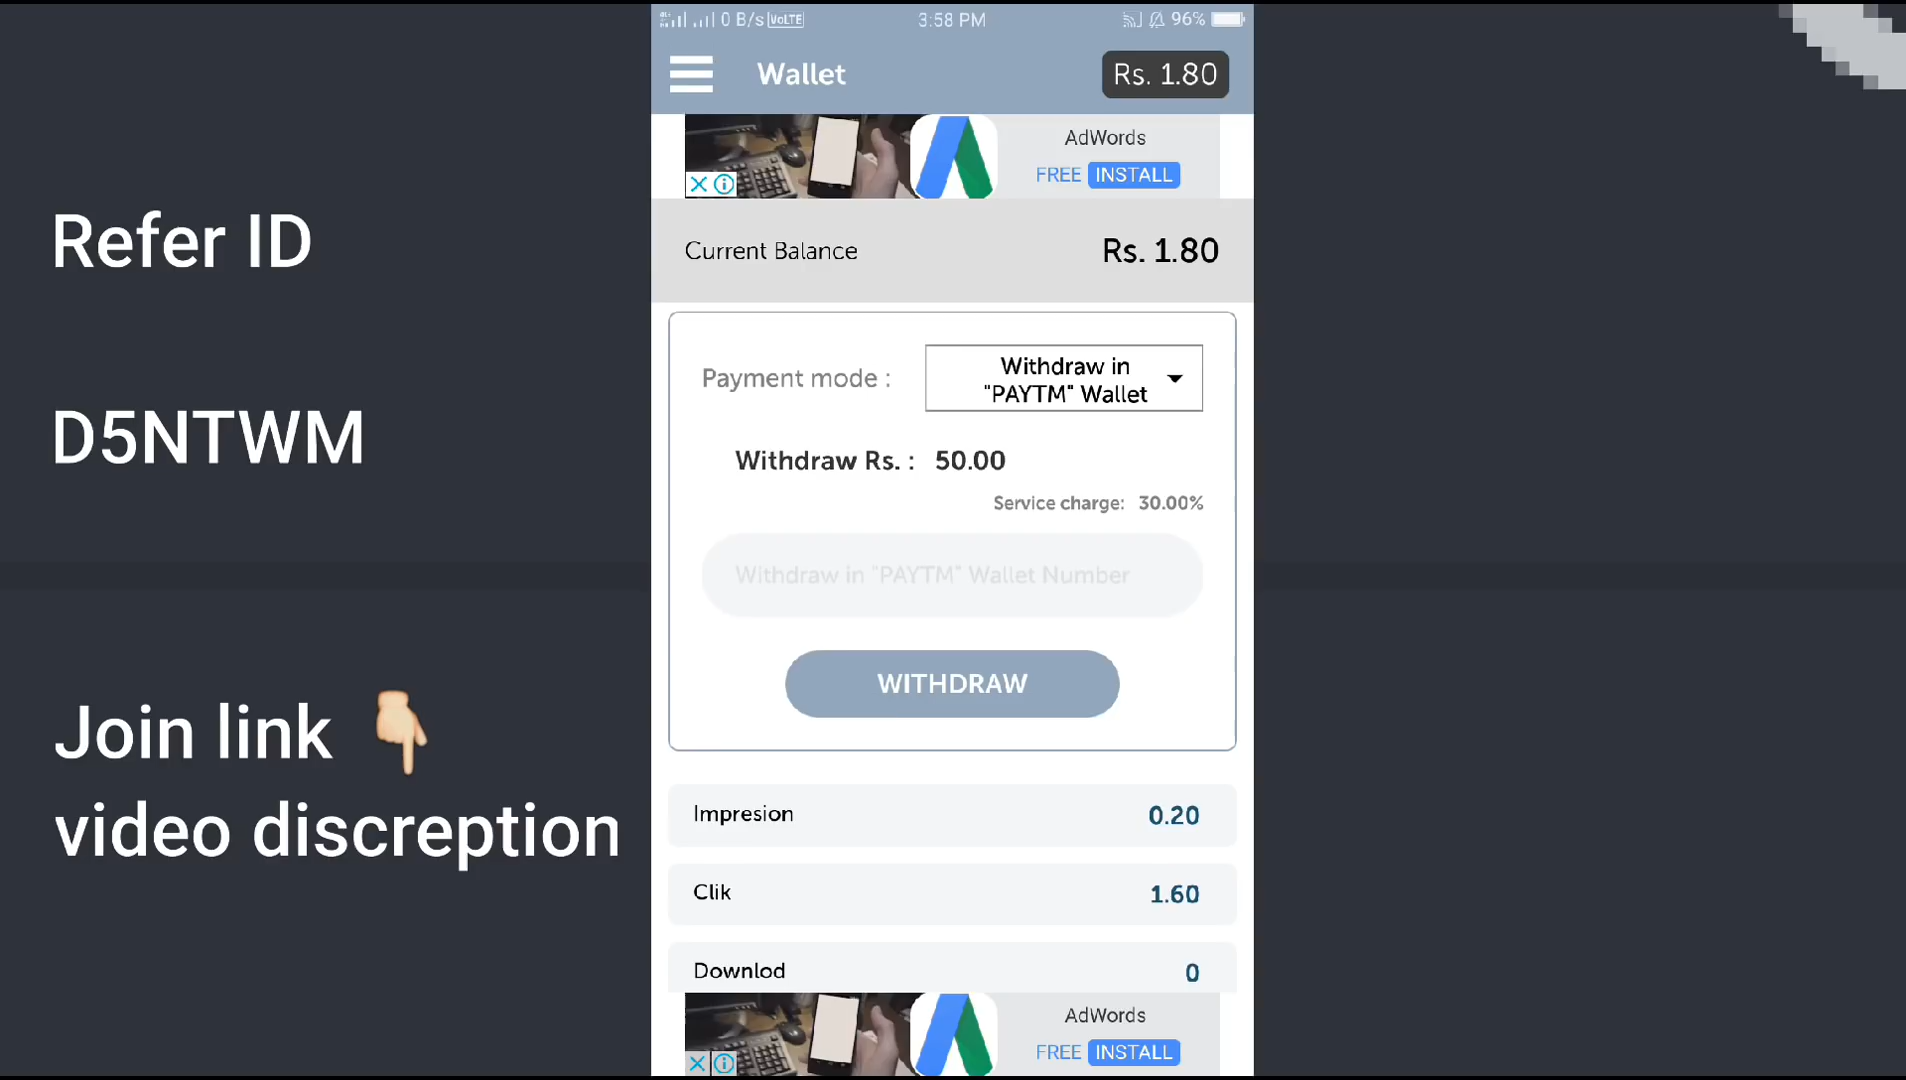 0 B/s VoLTE 3:58 PM 96%
Wallet Rs. 1.80
AdWords
FREE INSTALL
Current Balance Rs. 1.80
Payment mode : Withdraw in
"PAYTM" Wallet
Withdraw Rs. : 50.00
Service charge: 30.00%
Withdraw in "PAYTM" Wallet Number
WITHDRAW
Impresion 0.20
Clik 1.60
Downlod 0
AdWords
FREE INSTALL
Refer ID
D5NTWM
Join link 👇
video discreption